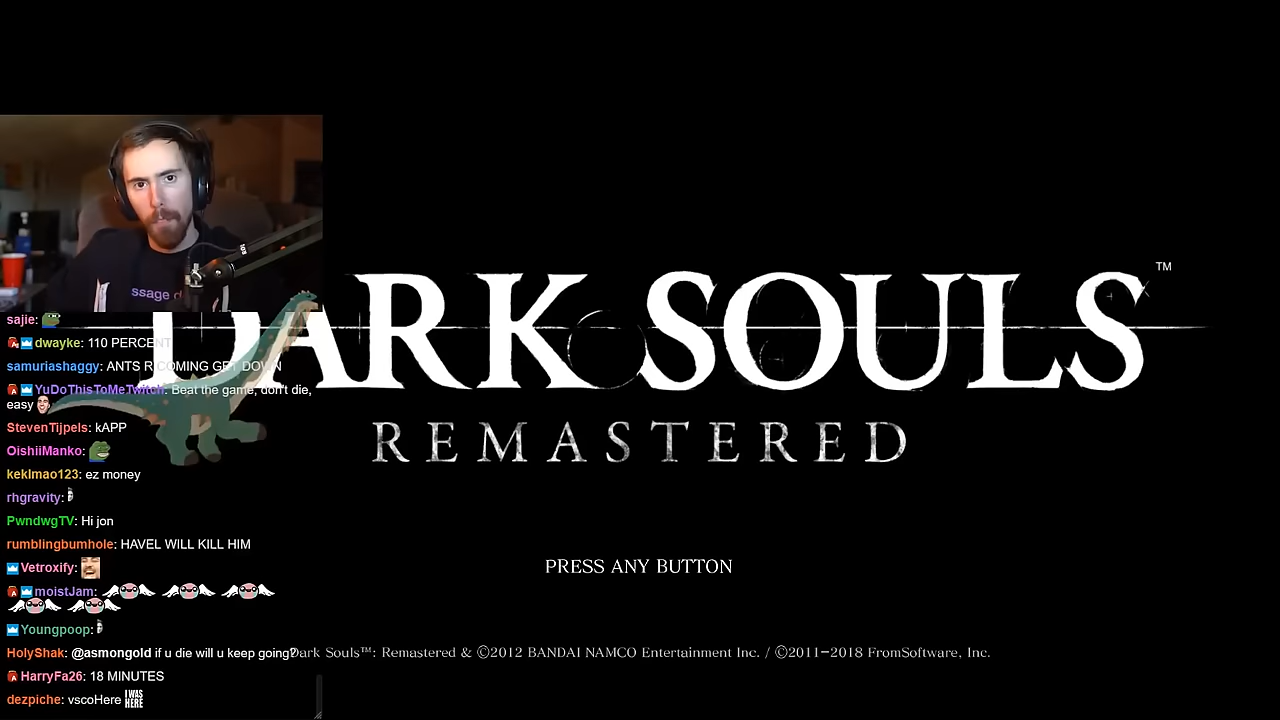 ssage d
DARK SOULS™
REMASTERED
PRESS ANY BUTTON
sajie:
dwayke: 110 PERCENT
samuriashaggy: ANTS R COMING GET DOWN
YuDoThisToMeTwitch: Beat the game, don't die,
easy
StevenTijpels: kAPP
OishiiManko:
keklmao123: ez money
rhgravity:
PwndwgTV: Hi jon
rumblingbumhole: HAVEL WILL KILL HIM
Vetroxify:
moistJam:
Youngpoop:
HolyShak: @asmongold if u die will u keep going?
HarryFa26: 18 MINUTES
dezpiche: vscoHere I WAS HERE
Dark Souls™: Remastered & ©2012 BANDAI NAMCO Entertainment Inc. / ©2011-2018 FromSoftware, Inc.